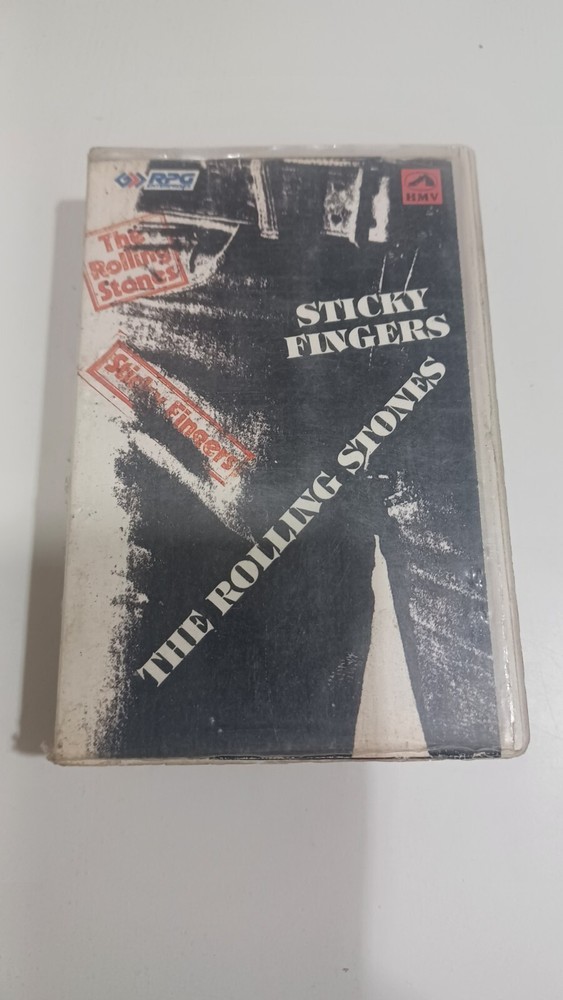 RPG
HMV
The
Rolling
Stones
STICKY
FINGERS
Sticky Fingers
THE ROLLING STONES